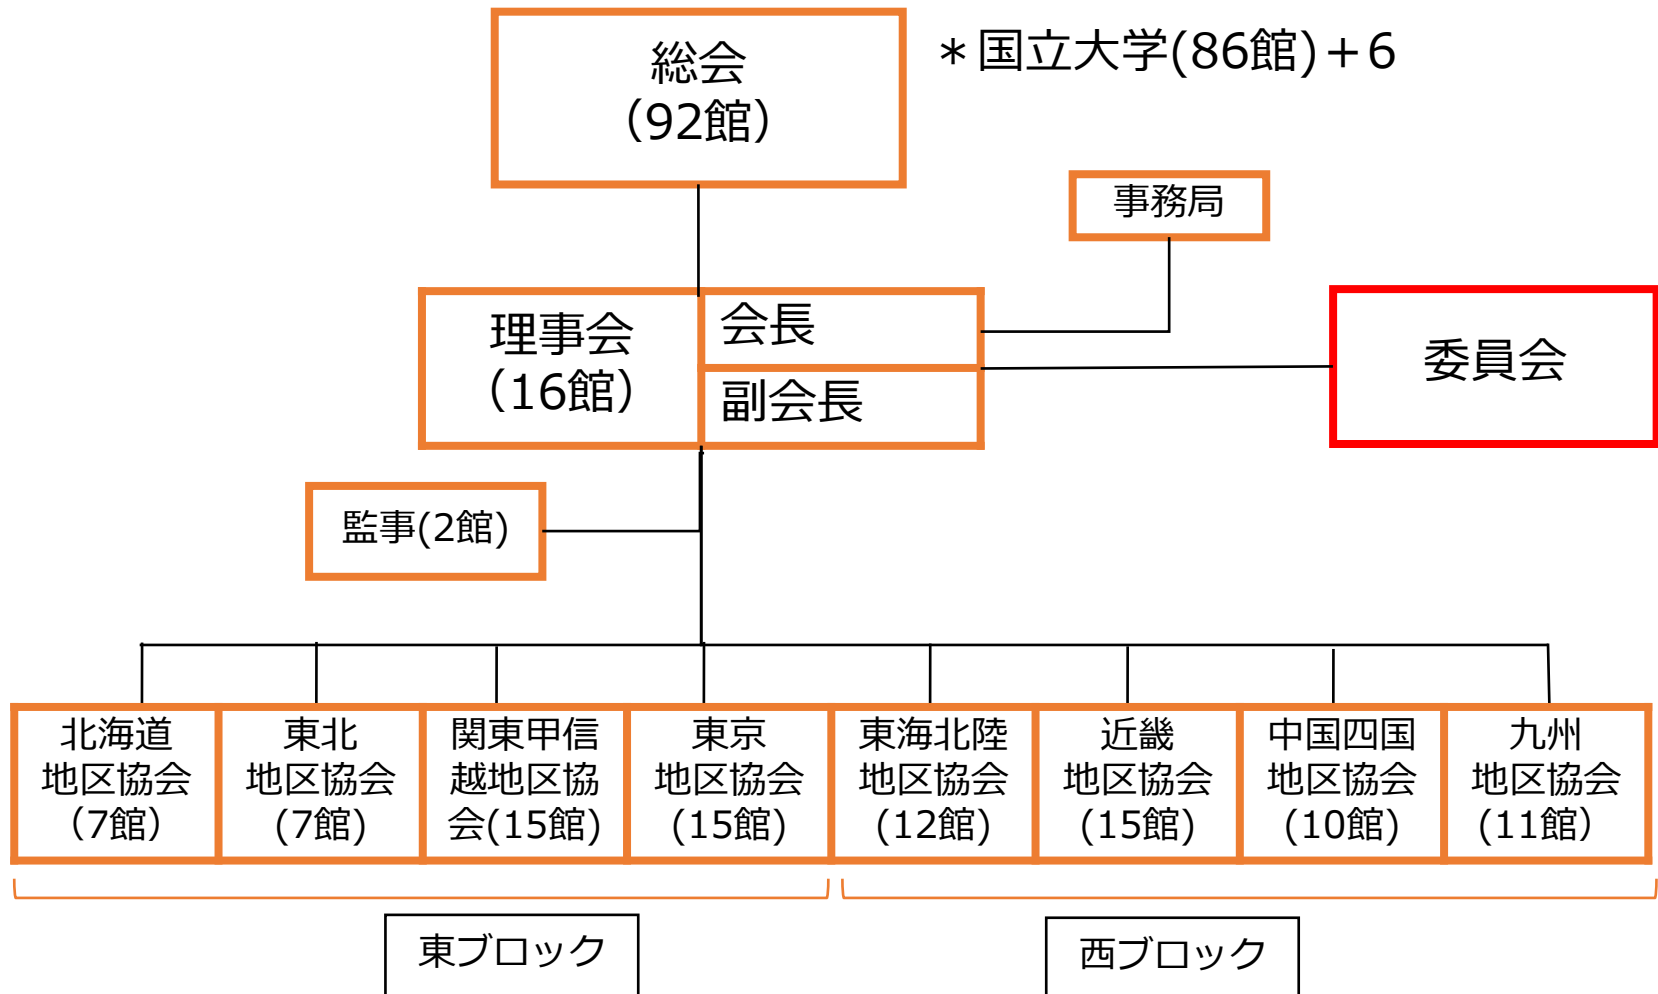 総会
（92館）
＊国立大学(86館)＋6
事務局
理事会
（16館）
会長
副会長
委員会
監事(2館)
北海道
地区協会
（7館）
東北
地区協会
(7館)
関東甲信
越地区協
会(15館)
東京
地区協会
(15館)
東海北陸
地区協会
(12館)
近畿
地区協会
(15館)
中国四国
地区協会
(10館)
九州
地区協会
(11館）
東ブロック
西ブロック